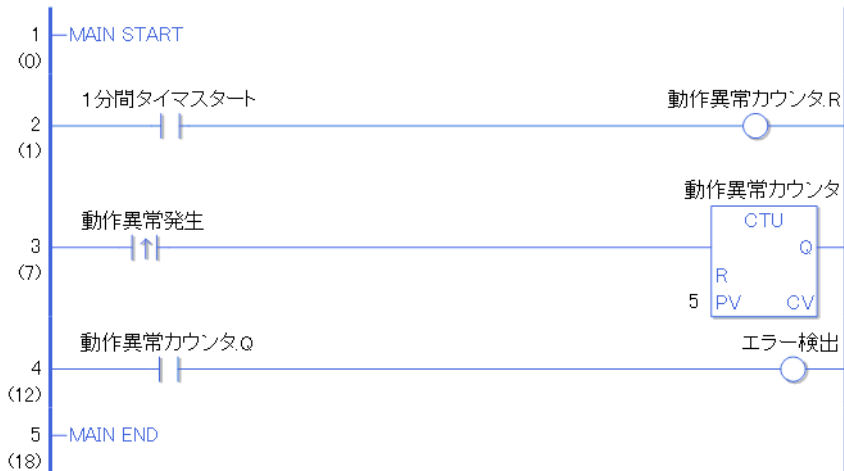 1 MAIN START
(0)
1分間タイマスタート 動作異常カウンタ.R
2
(1)
動作異常カウンタ
動作異常発生 CTU
3 Q
(7) R
5 PV CV
動作異常カウンタ.Q エラー検出
4
(12)
5 MAIN END
(18)